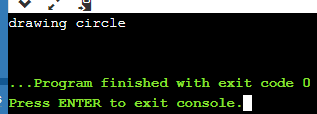 drawing circle
...Program finished with exit code 0
Press ENTER to exit console.